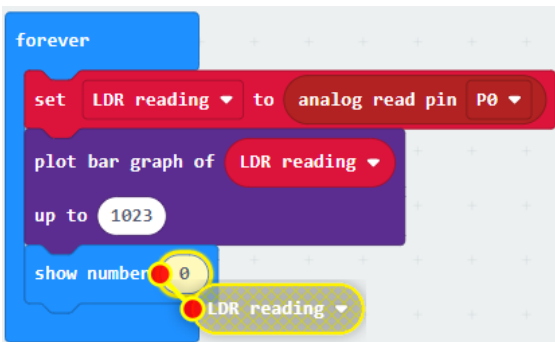 forever
set LDR reading to analog read pin P0
plot bar graph of LDR reading
up to 1023
show number 0
LDR reading